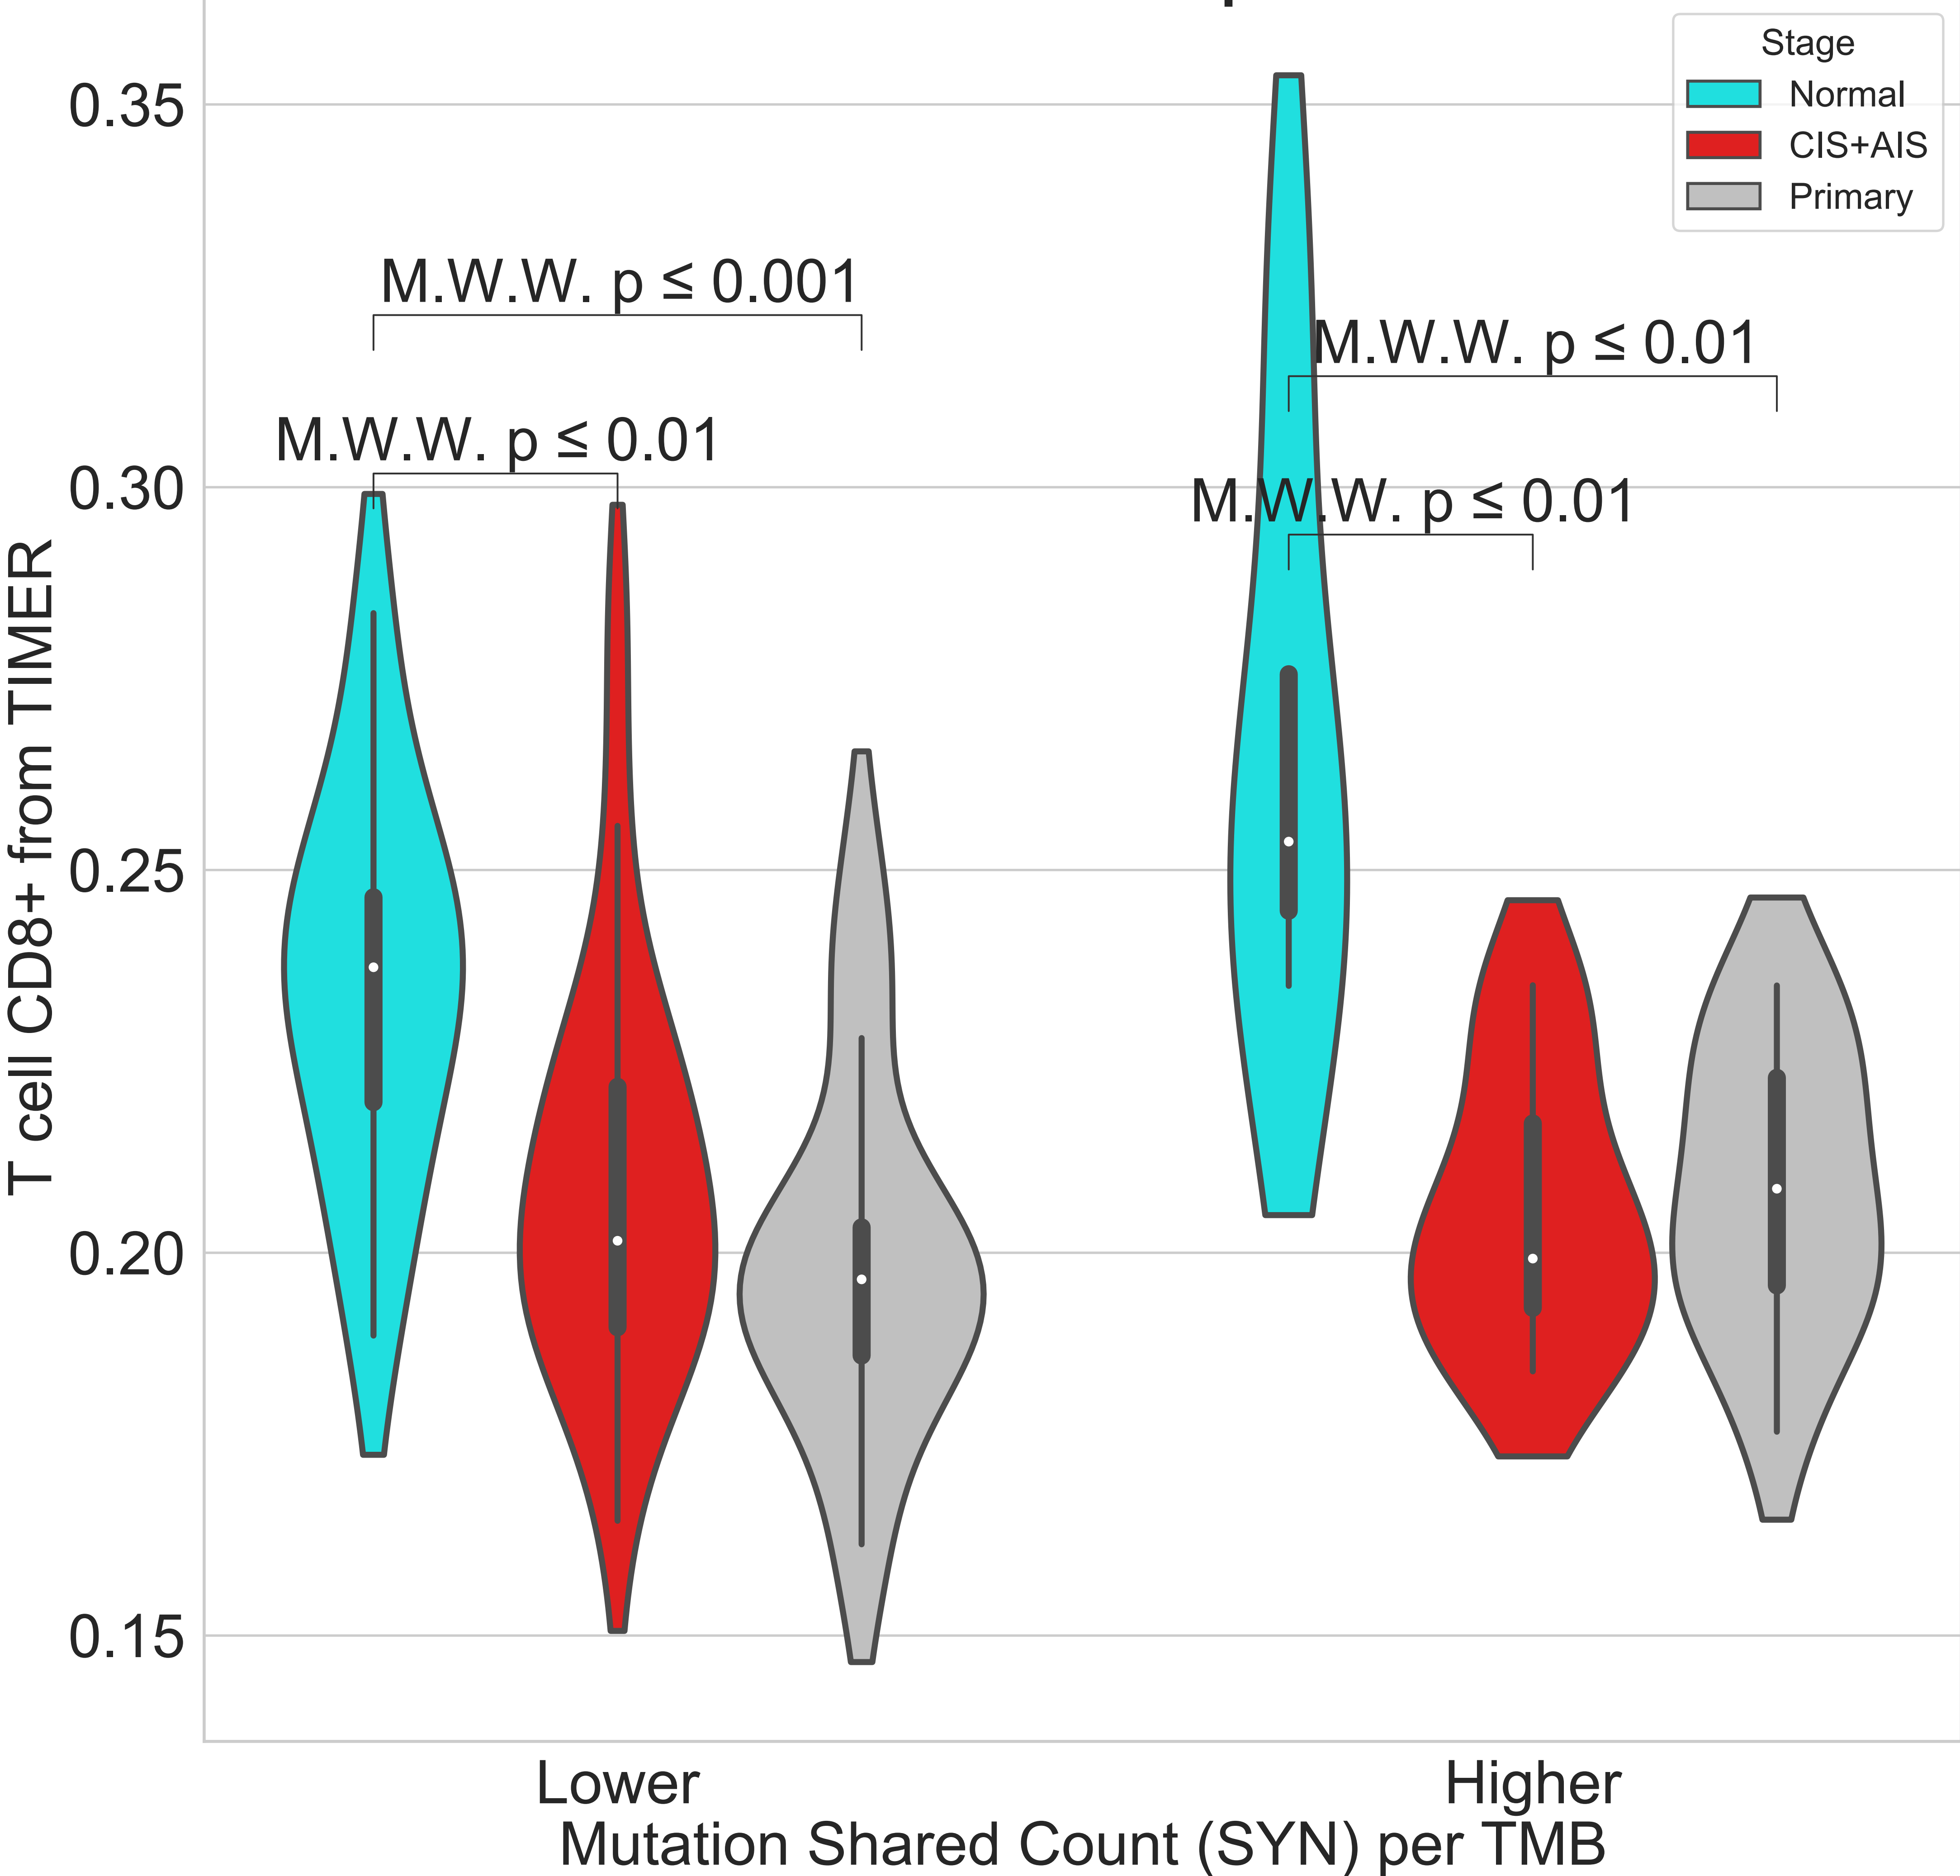 Stage
Normal
CIS+AIS
Primary
0.35
0.30
0.25
0.20
0.15
T cell CD8+ from TIMER
M.W.W. p ≤ 0.001
M.W.W. p ≤ 0.01
M.W.W. p ≤ 0.01
M.W.W. p ≤ 0.01
Lower
Higher
Mutation Shared Count (SYN) per TMB